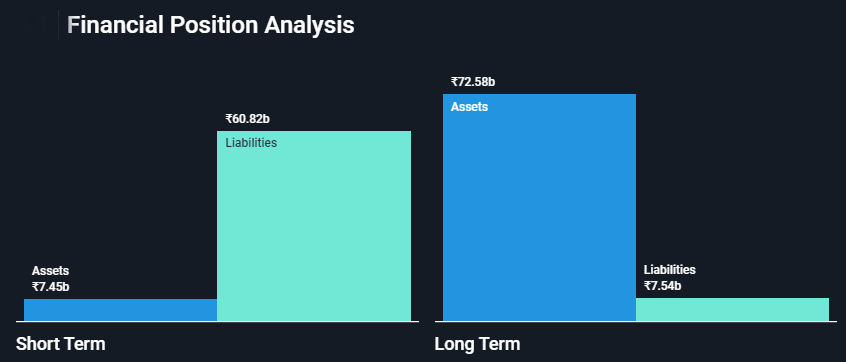 Financial Position Analysis
₹60.82b
Liabilities
Assets
₹7.45b
Short Term
₹72.58b
Assets
Liabilities
₹7.54b
Long Term